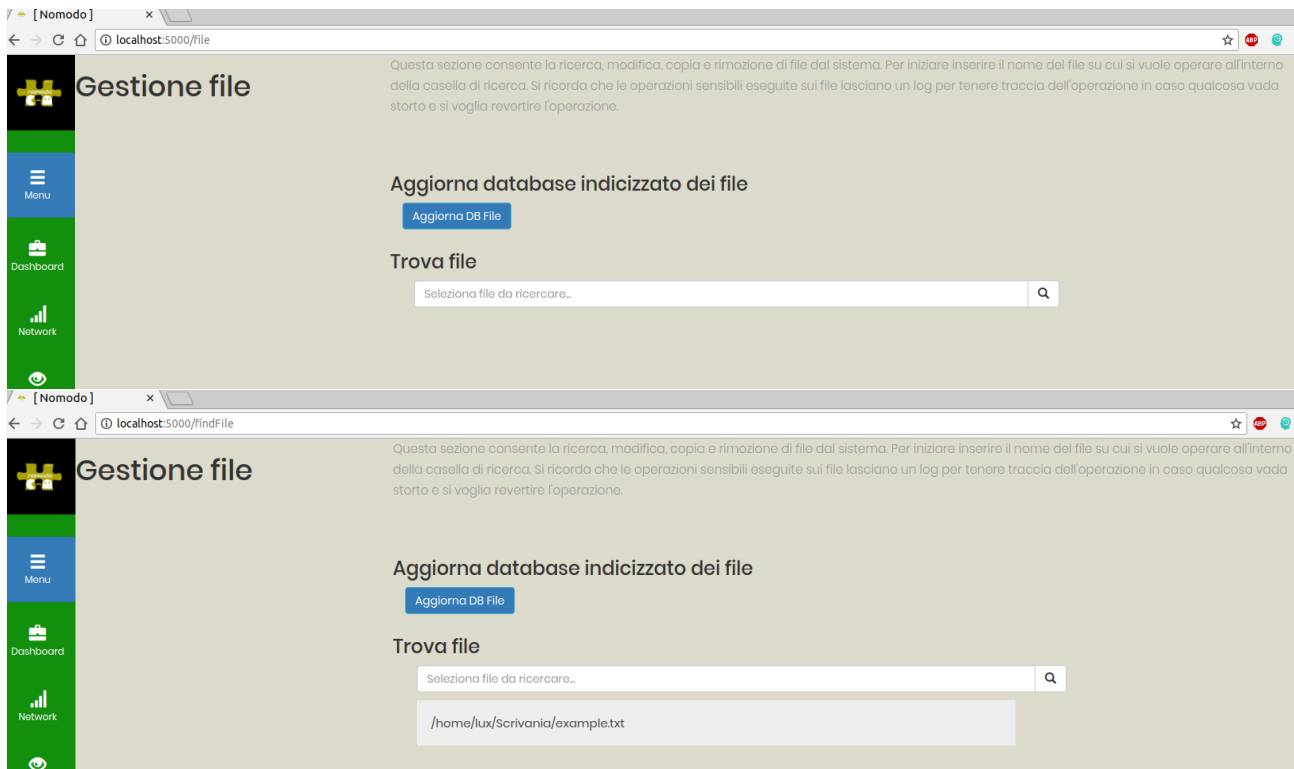 [ Nomodo ]
localhost:5000/file
ABP
Gestione file
Questa sezione consente la ricerca, modifica, copia e rimozione di file dal sistema. Per iniziare inserire il nome del file su cui si vuole operare all'interno
della casella di ricerca. Si ricorda che le operazioni sensibili eseguite sui file lasciano un log per tenere traccia dell'operazione in caso qualcosa vada
storto e si voglia revertire l'operazione.
Menu
Aggiorna database indicizzato dei file
Aggiorna DB File
Dashboard
Trova file
Seleziona file da ricercare...
Network
[ Nomodo ]
localhost:5000/findFile
ABP
Gestione file
Questa sezione consente la ricerca, modifica, copia e rimozione di file dal sistema. Per iniziare inserire il nome del file su cui si vuole operare all'interno
della casella di ricerca. Si ricorda che le operazioni sensibili eseguite sui file lasciano un log per tenere traccia dell'operazione in caso qualcosa vada
storto e si voglia revertire l'operazione.
Menu
Aggiorna database indicizzato dei file
Aggiorna DB File
Dashboard
Trova file
Seleziona file da ricercare...
Network
/home/lux/Scrivania/example.txt